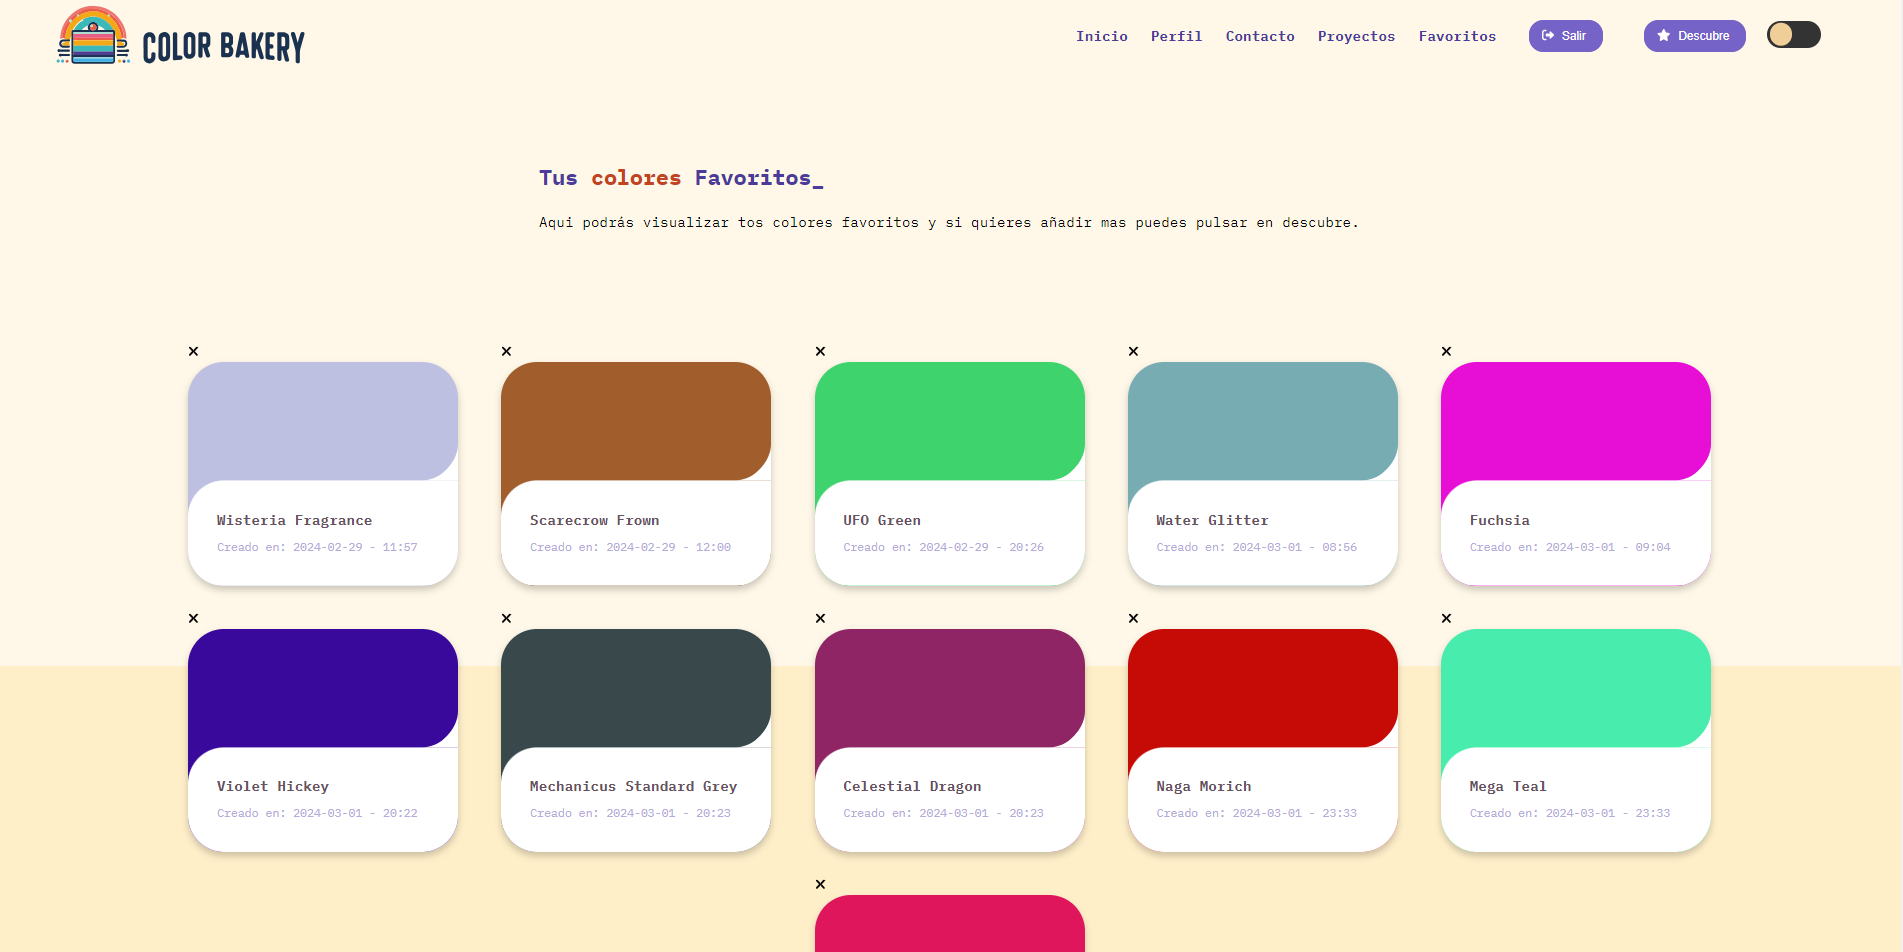 COLOR BAKERY
Inicio Perfil Contacto Proyectos Favoritos Salir Descubre
Tus colores Favoritos_
Aqui podrás visualizar tos colores favoritos y si quieres añadir mas puedes pulsar en descubre.
Wisteria Fragrance
Creado en: 2024-02-29 - 11:57
Scarecrow Frown
Creado en: 2024-02-29 - 12:00
UFO Green
Creado en: 2024-02-29 - 20:26
Water Glitter
Creado en: 2024-03-01 - 08:56
Fuchsia
Creado en: 2024-03-01 - 09:04
Violet Hickey
Creado en: 2024-03-01 - 20:22
Mechanicus Standard Grey
Creado en: 2024-03-01 - 20:23
Celestial Dragon
Creado en: 2024-03-01 - 20:23
Naga Morich
Creado en: 2024-03-01 - 23:33
Mega Teal
Creado en: 2024-03-01 - 23:33